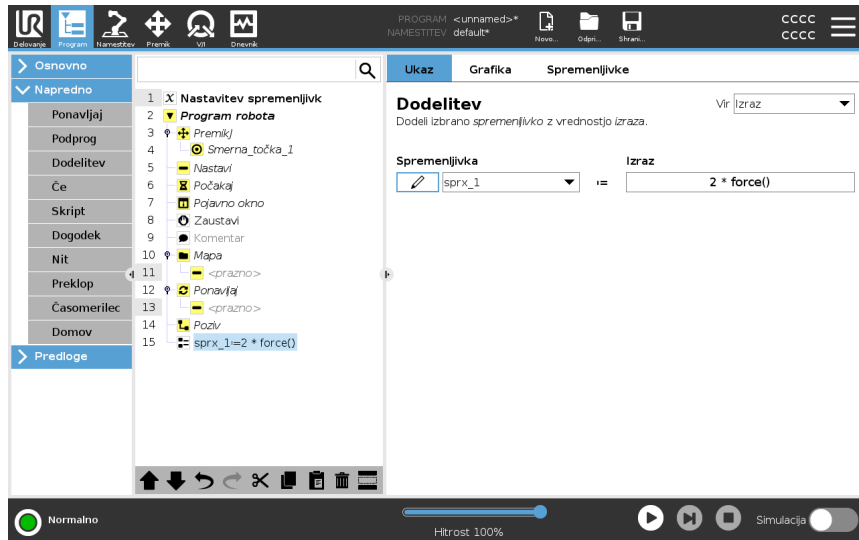 PROGRAM <unnamed>*
NAMESTITEV default*
CCCC
CCCC
Delovanje
Program
Namestitev
Premik
V/I
Dnevnik
Novo...
Odpri...
Shrani...
Osnovno
Napredno
Ponavljaj
Podprog
Dodelitev
Če
Skript
Dogodek
Nit
Preklop
Časomerilec
Domov
Predloge
1 Nastavitev spremenljivk
2 Program robota
3 PremikJ
4 Smerna_točka_1
5 Nastavi
6 Počakaj
7 Pojavno okno
8 Zaustavi
9 Komentar
10 Mapa
11 <prazno>
12 Ponavljaj
13 <prazno>
14 Poziv
15 sprx_1≔2 * force()
Ukaz
Grafika
Spremenljivke
Dodelitev
Vir Izraz
Dodeli izbrano spremenljivko z vrednostjo izraza.
Spremenljivka
Izraz
sprx_1 ≔ 2 * force()
Normalno
Hitrost 100%
Simulacija